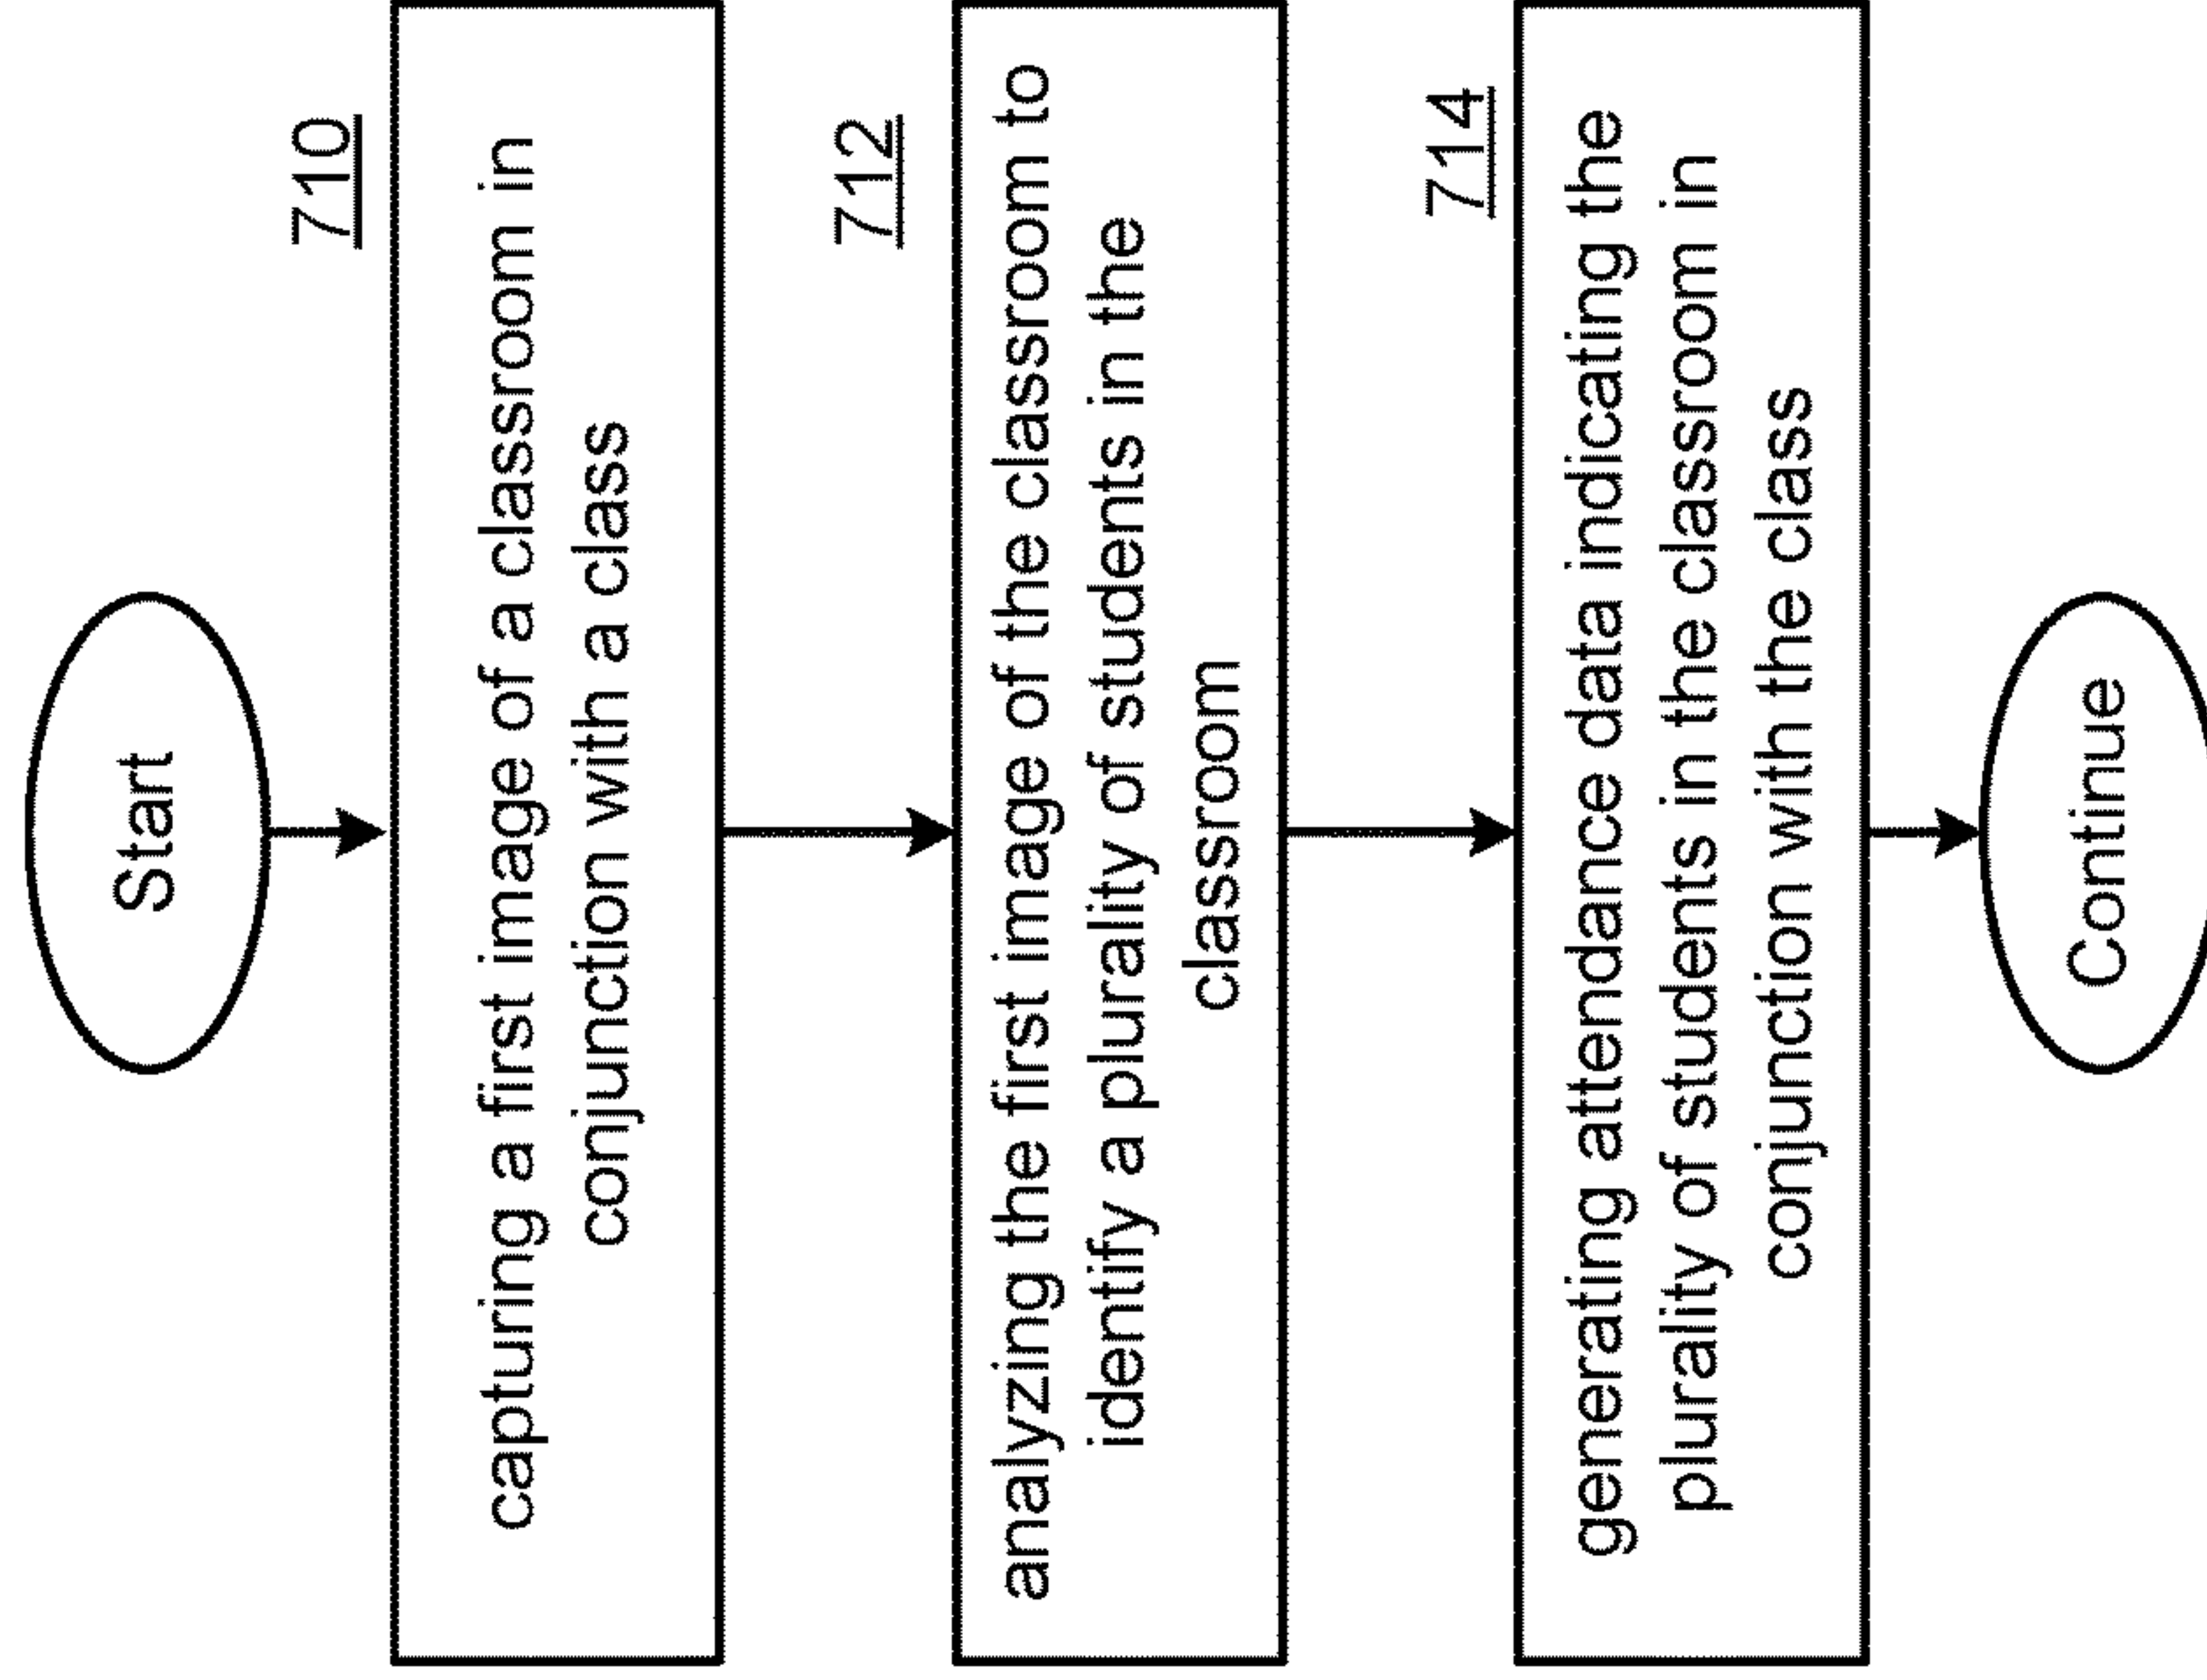 Start
710
capturing a first image of a classroom in
conjunction with a class
712
analyzing the first image of the classroom to
identify a plurality of students in the
classroom
714
generating attendance data indicating the
plurality of students in the classroom in
conjunction with the class
Continue